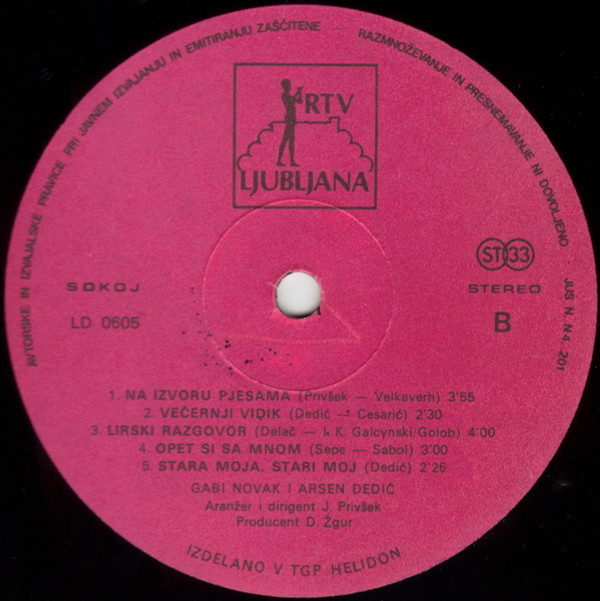 AVTORSKE IN IZVAJALSKE PRAVICE PRI JAVNEM IZVAJANJU IN EMITIRANJU ZAŠČITENE - RAZMNOŽEVANJE IN PRESNEMAVANJE NI DOVOLJENO - JUS N. N4. 201
RTV
LJUBLJANA
ST 33
SOKOJ
STEREO
LD 0605
B
1. NA IZVORU PJESAMA (Privšek — Velkaverh) 3'55
2. VEČERNJI VIDIK (Dedić — Cesarić) 2'30
3. LIRSKI RAZGOVOR (Delač — I. K. Galcynski/Golob) 4'00
4. OPET SI SA MNOM (Sepe — Sabol) 3'00
5. STARA MOJA, STARI MOJ (Dedić) 2'26
GABI NOVAK I ARSEN DEDIĆ
Aranžer i dirigent J. Privšek
Producent D. Žgur
IZDELANO V TGP HELIDON